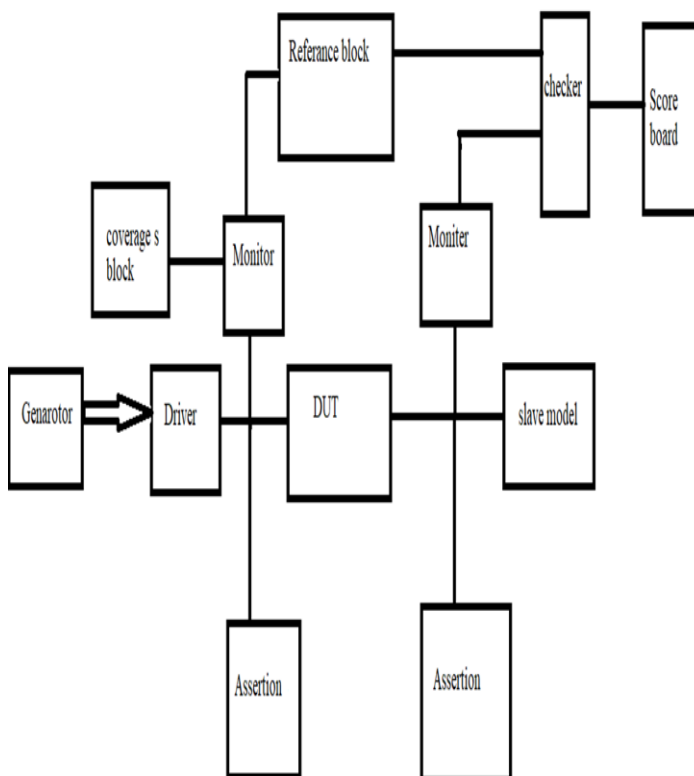 Referance block
checker
Score
board
coverage s
block
Monitor
Moniter
Genarotor
Driver
DUT
slave model
Assertion
Assertion